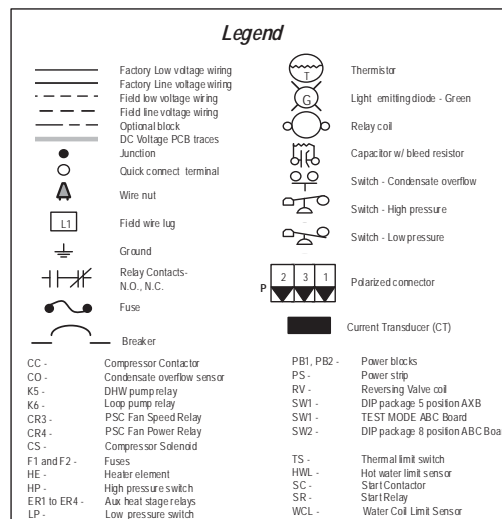 Legend
Factory Low voltage wiring
Factory Line voltage wiring
Field low voltage wiring
Field line voltage wiring
Optional block
DC Voltage PCB traces
Junction
Quick connect terminal
Wire nut
L1 Field wire lug
Ground
Relay Contacts-
N.O., N.C.
Fuse
Breaker
T Thermistor
G Light emitting diode - Green
Relay coil
Capacitor w/ bleed resistor
Switch - Condensate overflow
Switch - High pressure
Switch - Low pressure
P 2 3 1 Polarized connector
Current Transducer (CT)
CC - Compressor Contactor
CO - Condensate overflow sensor
K5 - DHW pump relay
K6 - Loop pump relay
CR3 - PSC Fan Speed Relay
CR4 - PSC Fan Power Relay
CS - Compressor Solenoid
F1 and F2 - Fuses
HE - Heater element
HP - High pressure switch
ER1 to ER4 - Aux heat stage relays
LP - Low pressure switch
PB1, PB2 - Power blocks
PS - Power strip
RV - Reversing Valve coil
SW1 - DIP package 5 position AXB
SW1 - TEST MODE ABC Board
SW2 - DIP package 8 position ABC Boar
TS - Thermal limit switch
HWL - Hot water limit sensor
SC - Start Contactor
SR - Start Relay
WCL - Water Coil Limit Sensor